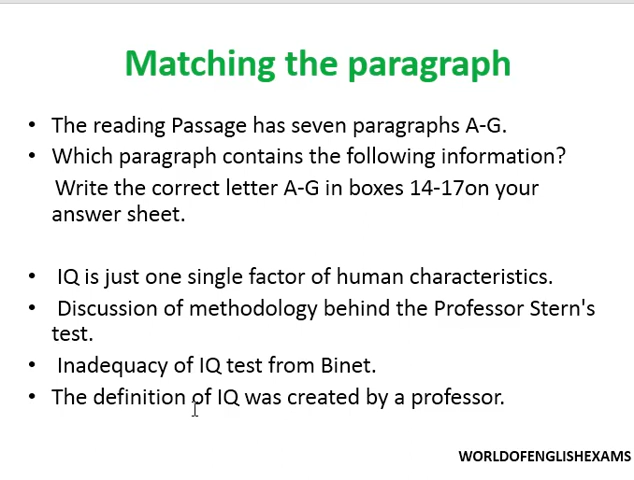 Matching the paragraph
• The reading Passage has seven paragraphs A-G.
• Which paragraph contains the following information?
Write the correct letter A-G in boxes 14-17on your
answer sheet.
• IQ is just one single factor of human characteristics.
• Discussion of methodology behind the Professor Stern's
test.
• Inadequacy of IQ test from Binet.
• The definition of IQ was created by a professor.
WORLDOFENGLISHEXAMS